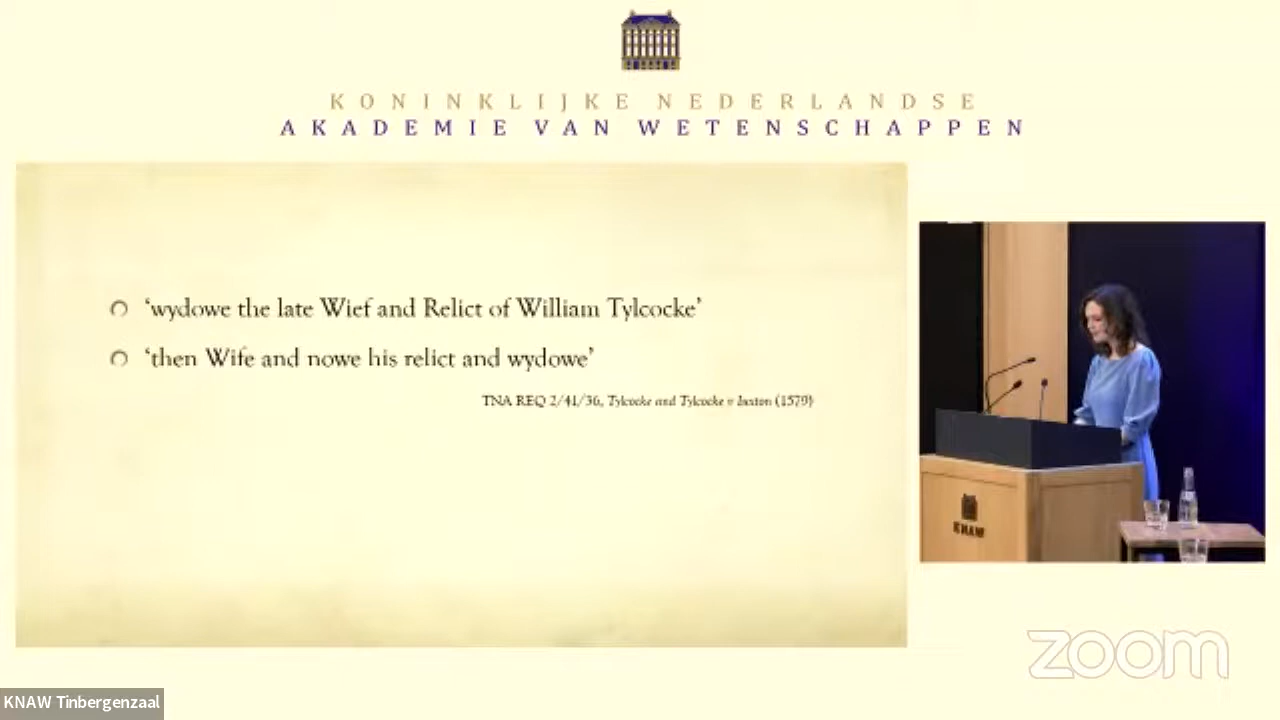 KONINKLIJKE NEDERLANDSE
AKADEMIE VAN WETENSCHAPPEN
‘wydowe the late Wief and Relict of William Tylcocke’
‘then Wife and nowe his relict and wydowe’
TNA REQ 2/41/36, Tylcocke and Tylcocke v (1579)
KNAW
zoom
KNAW Tinbergenzaal